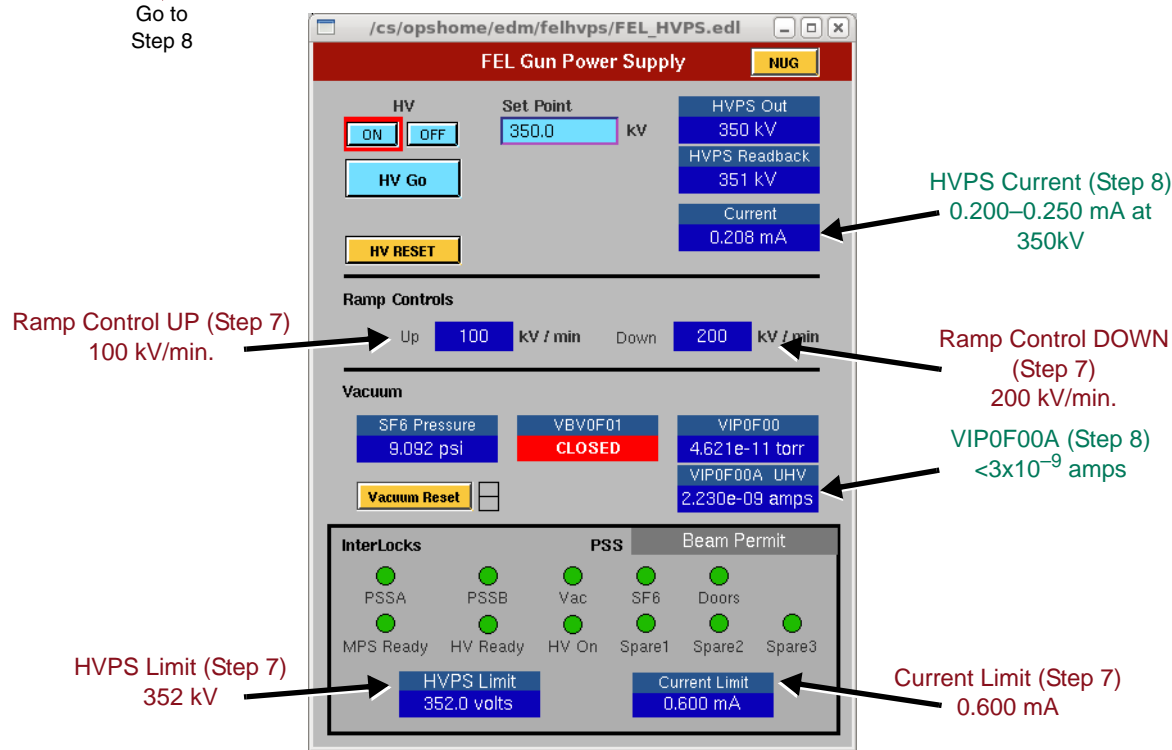 Go to
Step 8
/cs/opshome/edm/felhvps/FEL_HVPS.edl
FEL Gun Power Supply
NUG
HV
Set Point
HVPS Out
ON
OFF
350.0
kV
350 kV
HVPS Readback
HV Go
351 kV
Current
0.208 mA
HV RESET
HVPS Current (Step 8)
0.200–0.250 mA at
350kV
Ramp Controls
Ramp Control UP (Step 7)
100 kV/min.
Up
100
kV / min
Down
200
kV / min
Ramp Control DOWN
(Step 7)
200 kV/min.
Vacuum
SF6 Pressure
VBV0F01
VIP0F00
9.092 psi
CLOSED
4.621e-11 torr
VIP0F00A UHV
Vacuum Reset
2.230e-09 amps
VIP0F00A (Step 8)
<3x10–9 amps
InterLocks
PSS
Beam Permit
PSSA
PSSB
Vac
SF6
Doors
MPS Ready
HV Ready
HV On
Spare1
Spare2
Spare3
HVPS Limit
Current Limit
352.0 volts
0.600 mA
HVPS Limit (Step 7)
352 kV
Current Limit (Step 7)
0.600 mA